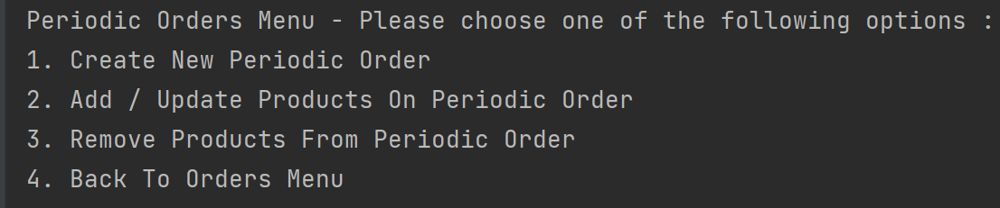 Periodic Orders Menu - Please choose one of the following options :
1. Create New Periodic Order
2. Add / Update Products On Periodic Order
3. Remove Products From Periodic Order
4. Back To Orders Menu